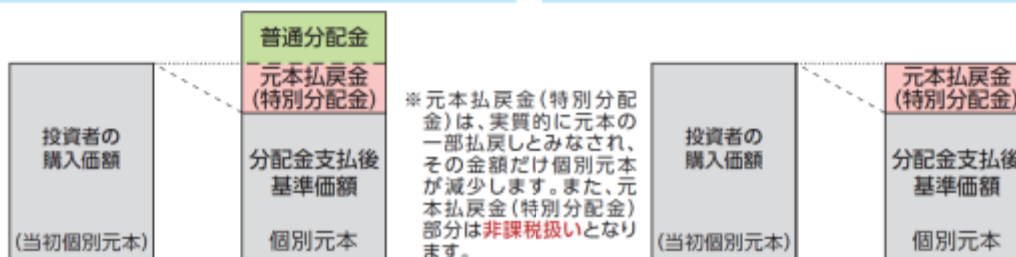 普通分配金
元本払戻金
(特別分配金)
投資者の
購入価額
(当初個別元本)
分配金支払後
基準価額
個別元本
※元本払戻金(特別分配
金)は、実質的に元本の
一部払戻しとみなされ、
その金額だけ個別元本
が減少します。また、元
本払戻金(特別分配金)
部分は非課税扱いとなり
ます。
投資者の
購入価額
(当初個別元本)
元本払戻金
(特別分配金)
分配金支払後
基準価額
個別元本